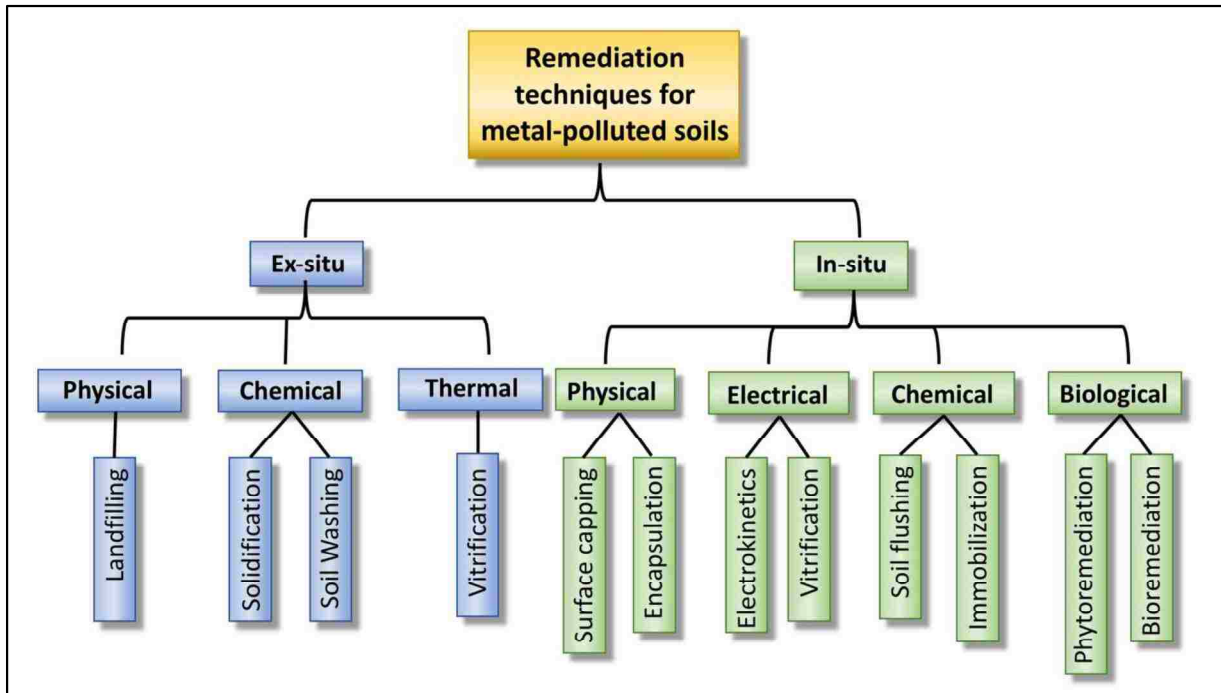 Remediation
techniques for
metal-polluted soils
Ex-situ
In-situ
Physical
Chemical
Thermal
Physical
Electrical
Chemical
Biological
Landfilling
Solidification
Soil Washing
Vitrification
Surface capping
Encapsulation
Electrokinetics
Vitrification
Soil flushing
Immobilization
Phytoremediation
Bioremediation